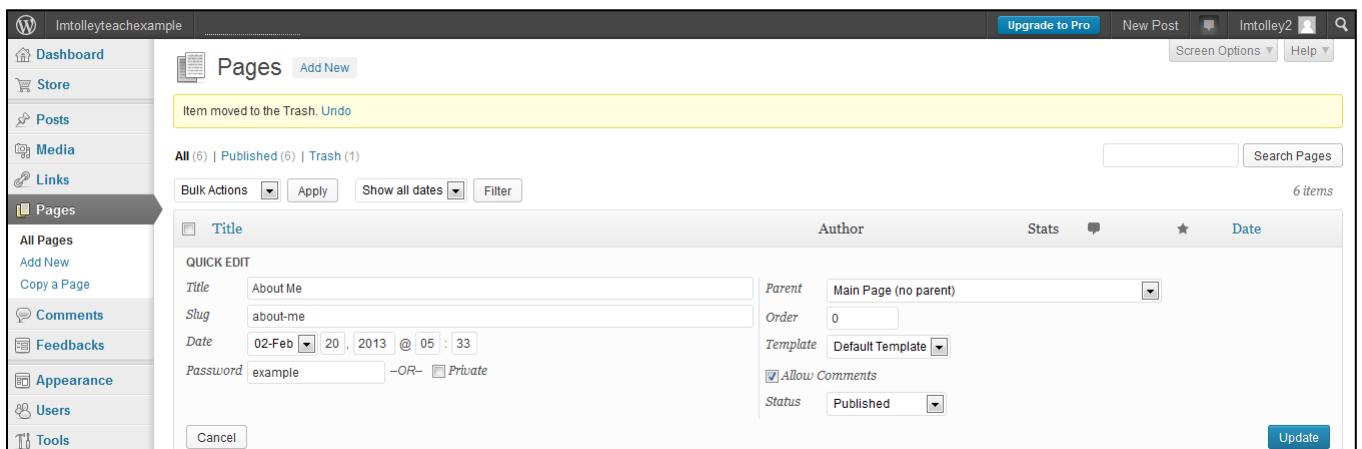 lmtolleyteachexample Upgrade to Pro New Post lmtolley2
Dashboard
Store
Posts
Media
Links
Pages
All Pages
Add New
Copy a Page
Comments
Feedbacks
Appearance
Users
Tools
Screen Options Help
Pages Add New
Item moved to the Trash. Undo
All (6) | Published (6) | Trash (1) Search Pages
Bulk Actions Apply Show all dates Filter 6 items
Title Author Stats Date
QUICK EDIT
Title About Me
Slug about-me
Date 02-Feb 20 , 2013 @ 05 : 33
Password example –OR– Private
Parent Main Page (no parent)
Order 0
Template Default Template
Allow Comments
Status Published
Cancel Update